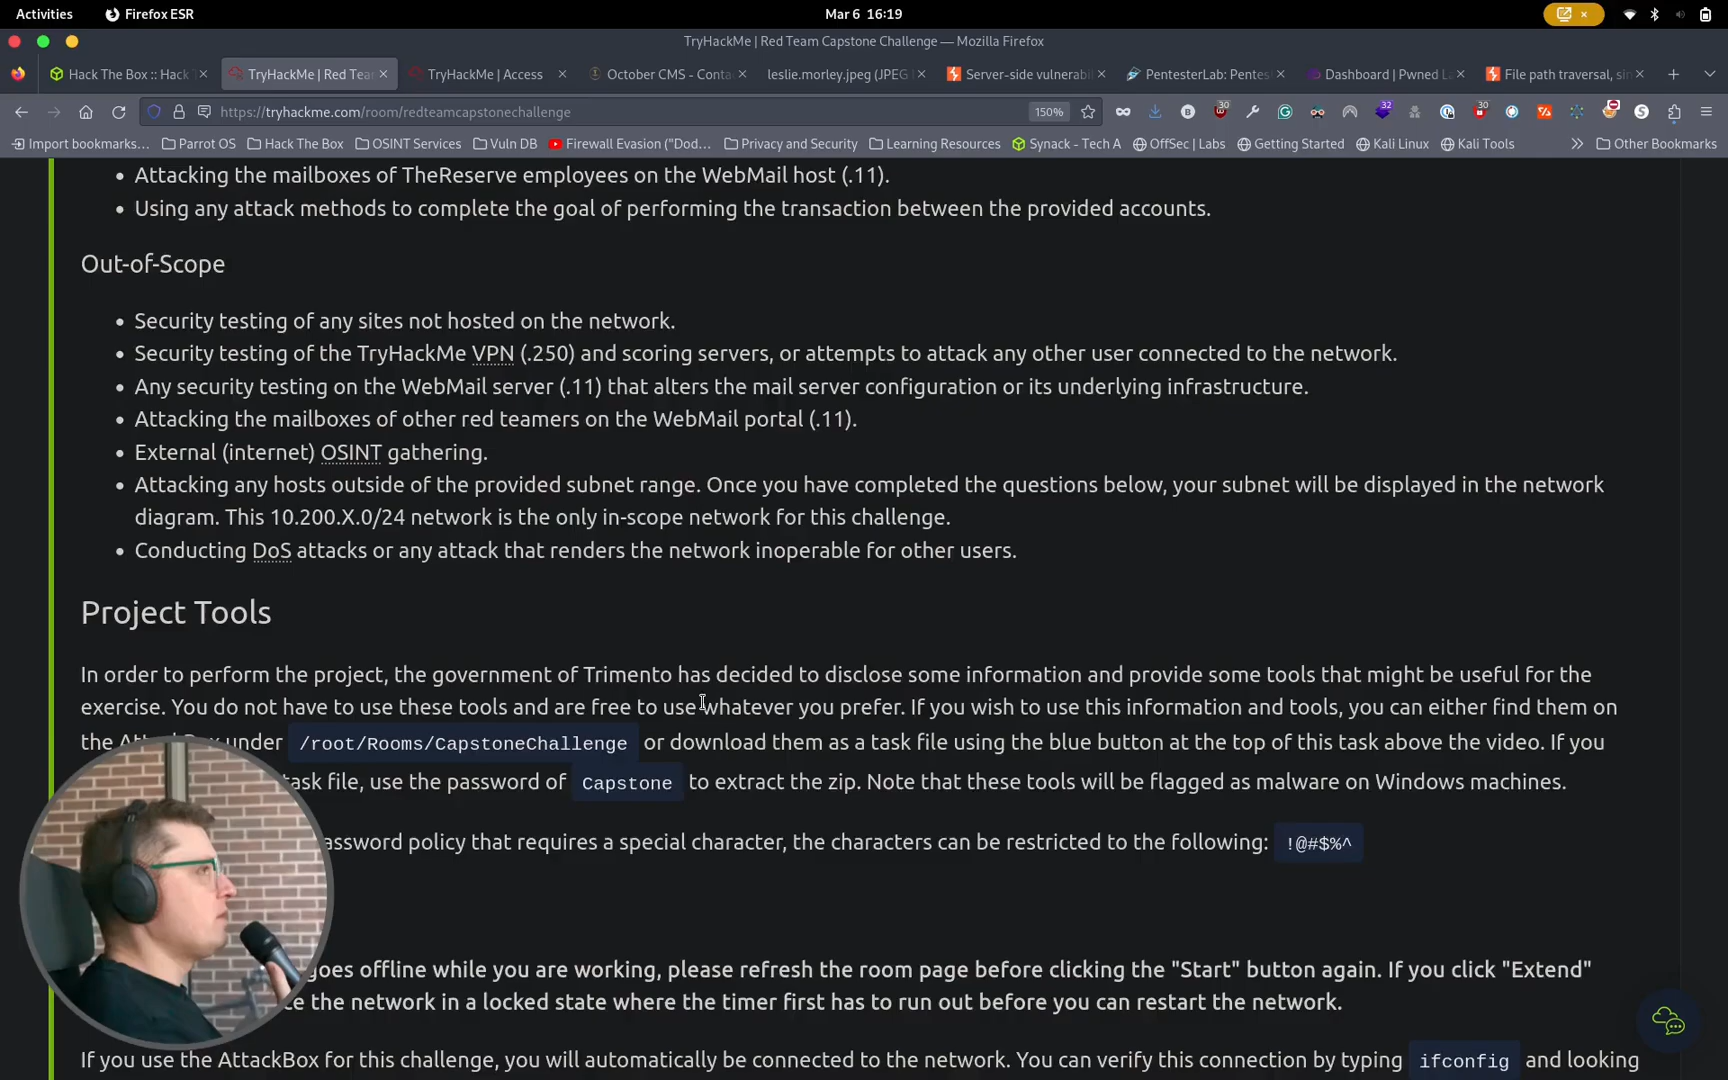 Activities
Firefox ESR
Mar 6 16:19
TryHackMe | Red Team Capstone Challenge — Mozilla Firefox
Hack The Box :: Hack
TryHackMe | Red Tea
TryHackMe | Access
October CMS - Conta
leslie.morley.jpeg (JPEG
Server-side vulnerabi
PentesterLab: Pentes
Dashboard | Pwned La
File path traversal, sim
https://tryhackme.com/room/redteamcapstonechallenge
150%
30
32
30
Import bookmarks...
Parrot OS
Hack The Box
OSINT Services
Vuln DB
Firewall Evasion ("Dod...
Privacy and Security
Learning Resources
Synack - Tech A
OffSec | Labs
Getting Started
Kali Linux
Kali Tools
Other Bookmarks
• Attacking the mailboxes of TheReserve employees on the WebMail host (.11).
• Using any attack methods to complete the goal of performing the transaction between the provided accounts.
Out-of-Scope
• Security testing of any sites not hosted on the network.
• Security testing of the TryHackMe VPN (.250) and scoring servers, or attempts to attack any other user connected to the network.
• Any security testing on the WebMail server (.11) that alters the mail server configuration or its underlying infrastructure.
• Attacking the mailboxes of other red teamers on the WebMail portal (.11).
• External (internet) OSINT gathering.
• Attacking any hosts outside of the provided subnet range. Once you have completed the questions below, your subnet will be displayed in the network
diagram. This 10.200.X.0/24 network is the only in-scope network for this challenge.
• Conducting DoS attacks or any attack that renders the network inoperable for other users.
Project Tools
In order to perform the project, the government of Trimento has decided to disclose some information and provide some tools that might be useful for the
exercise. You do not have to use these tools and are free to use whatever you prefer. If you wish to use this information and tools, you can either find them on
the under /root/Rooms/CapstoneChallenge or download them as a task file using the blue button at the top of this task above the video. If you
task file, use the password of Capstone to extract the zip. Note that these tools will be flagged as malware on Windows machines.
password policy that requires a special character, the characters can be restricted to the following: !@#$%^
goes offline while you are working, please refresh the room page before clicking the "Start" button again. If you click "Extend"
the network in a locked state where the timer first has to run out before you can restart the network.
If you use the AttackBox for this challenge, you will automatically be connected to the network. You can verify this connection by typing ifconfig and looking